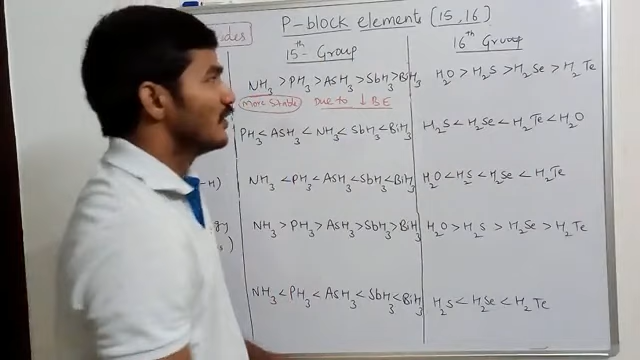 P-block element [15,16]
ides
15th Group
16th Group
NH3 > PH3 > AsH3 > SbH3 > BiH3
H2O > H2S > H2Se > H2Te
More Stable Due to ↓ BE
PH3 < AsH3 < NH3 < SbH3 < BiH3
H2S < H2Se < H2Te < H2O
-H)
NH3 < PH3 < AsH3 < SbH3 < BiH3
H2O < H2S < H2Se < H2Te
gy
NH3 > PH3 > AsH3 > SbH3 > BiH3
H2O > H2S > H2Se > H2Te
s)
NH3 < PH3 < AsH3 < SbH3 < BiH3
H2S < H2Se < H2Te